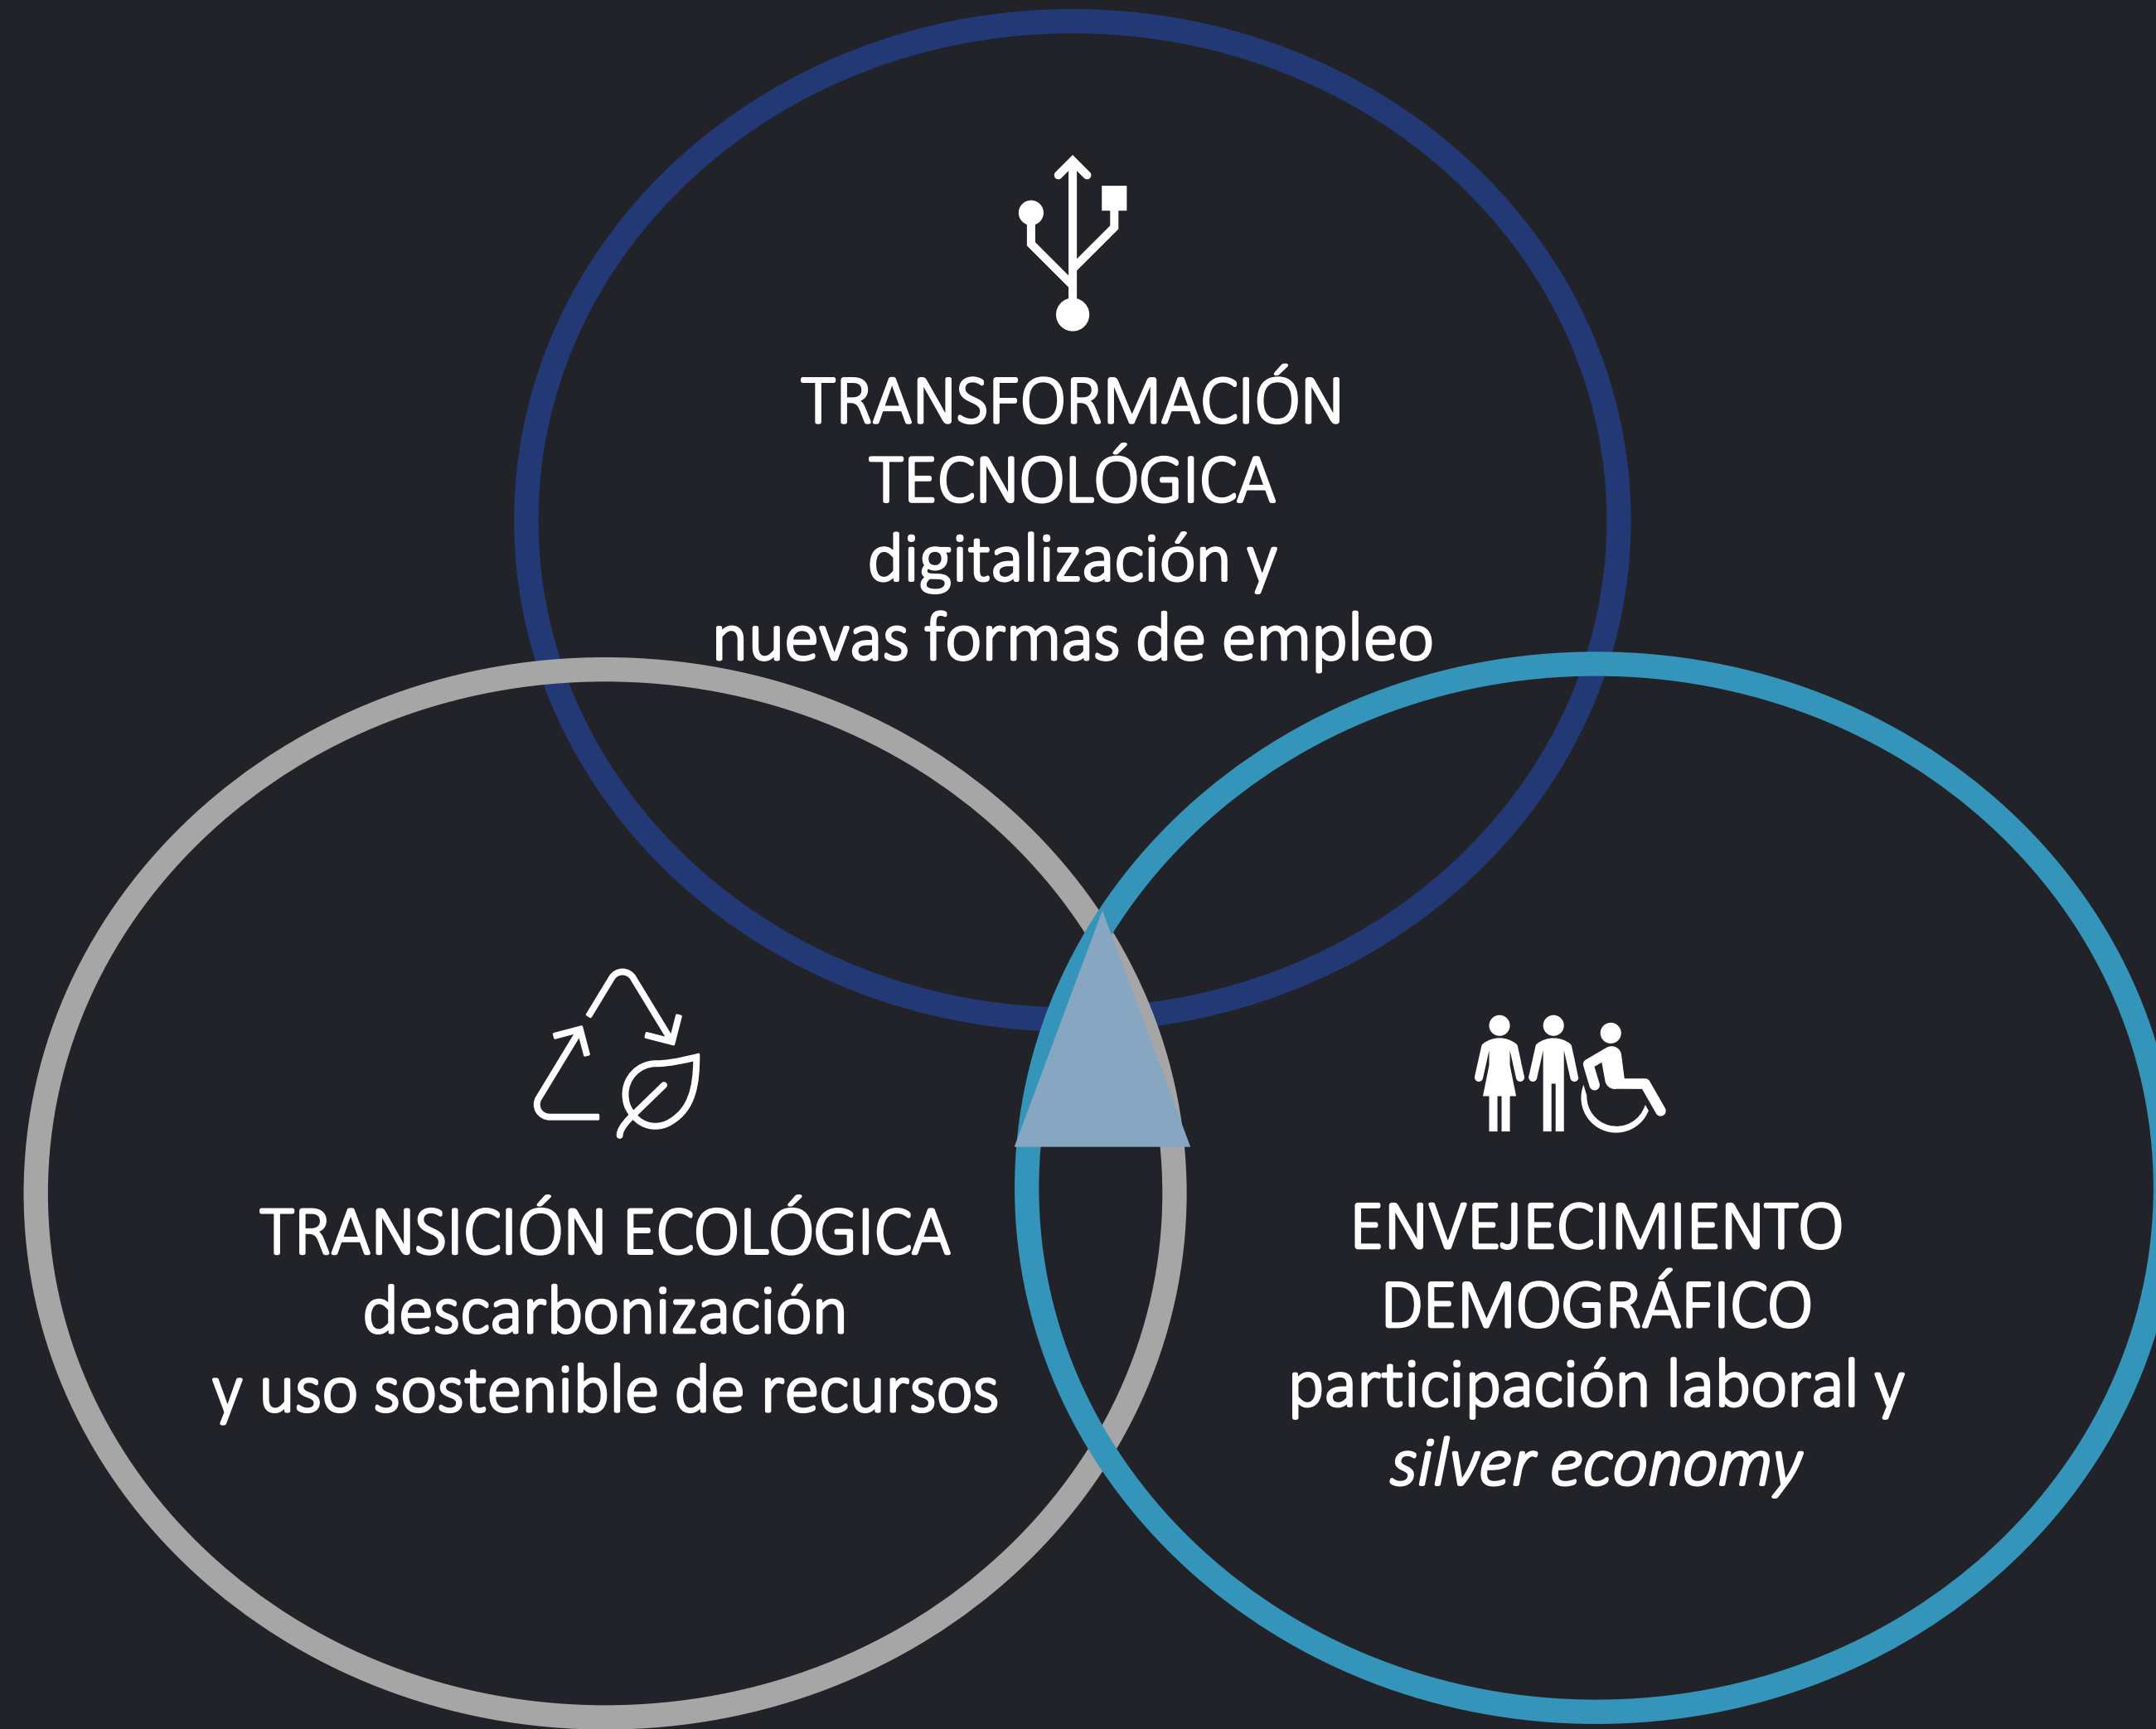 TRANSFORMACIÓN
TECNOLÓGICA
digitalización y
nuevas formas de empleo
TRANSICIÓN ECOLÓGICA
descarbonización
y uso sostenible de recursos
ENVEJECIMIENTO
DEMOGRÁFICO
participación laboral y
silver economy